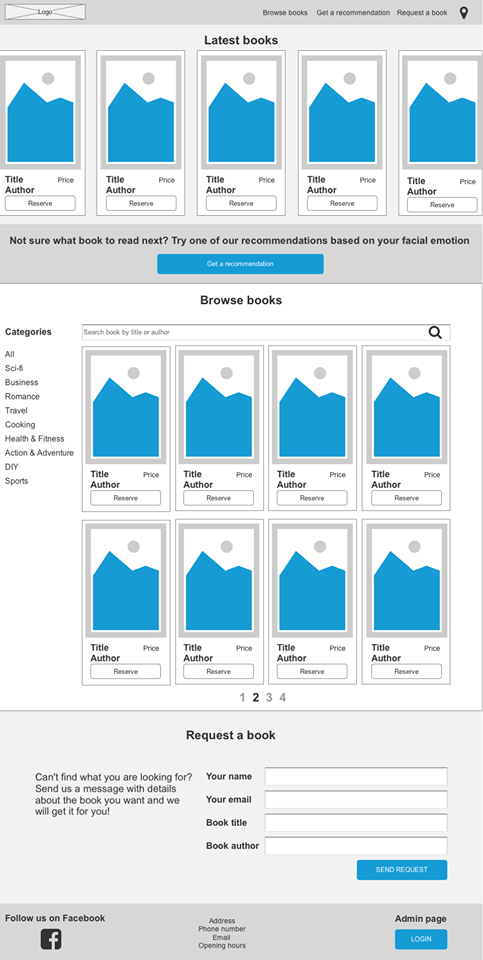 Logo
Browse books Get a recommendation Request a book
Latest books
Title Price Title Price Title Price Title Price Title Price
Author Author Author Author Author
Reserve Reserve Reserve Reserve Reserve
Not sure what book to read next? Try one of our recommendations based on your facial emotion
Get a recommendation
Browse books
Categories
Search book by title or author
All
Sci-fi
Business
Romance
Travel
Cooking
Health & Fitness
Action & Adventure
DIY
Sports
Title Price Title Price Title Price Title Price
Author Author Author Author
Reserve Reserve Reserve Reserve
Title Price Title Price Title Price Title Price
Author Author Author Author
Reserve Reserve Reserve Reserve
1 2 3 4
Request a book
Can't find what you are looking for?
Send us a message with details
about the book you want and we
will get it for you!
Your name
Your email
Book title
Book author
SEND REQUEST
Follow us on Facebook
Address
Phone number
Email
Opening hours
Admin page
LOGIN